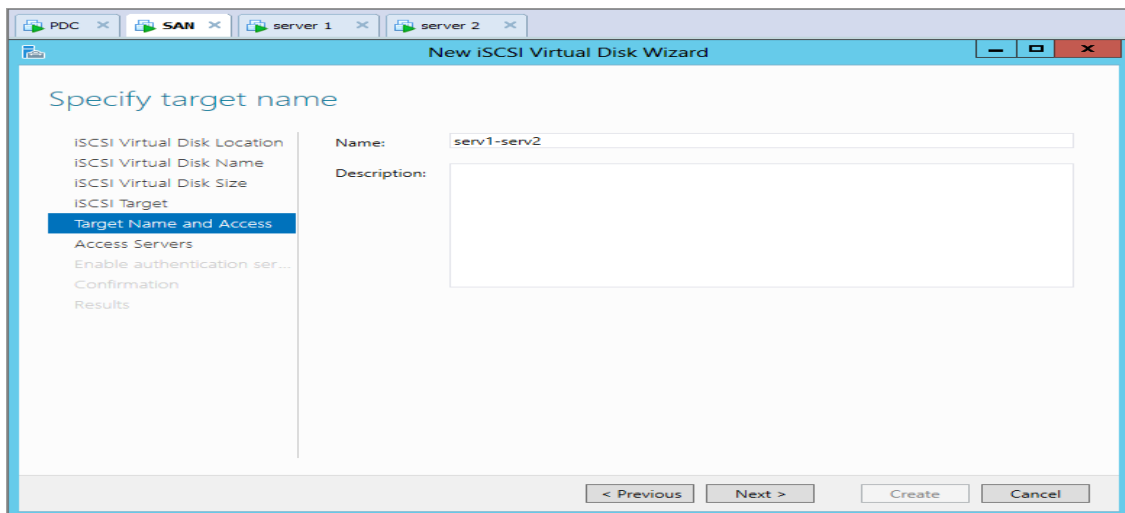 PDC
SAN
server 1
server 2
New iSCSI Virtual Disk Wizard
Specify target name
iSCSI Virtual Disk Location
iSCSI Virtual Disk Name
iSCSI Virtual Disk Size
iSCSI Target
Target Name and Access
Access Servers
Enable authentication ser...
Confirmation
Results
Name:
serv1-serv2
Description:
< Previous
Next >
Create
Cancel